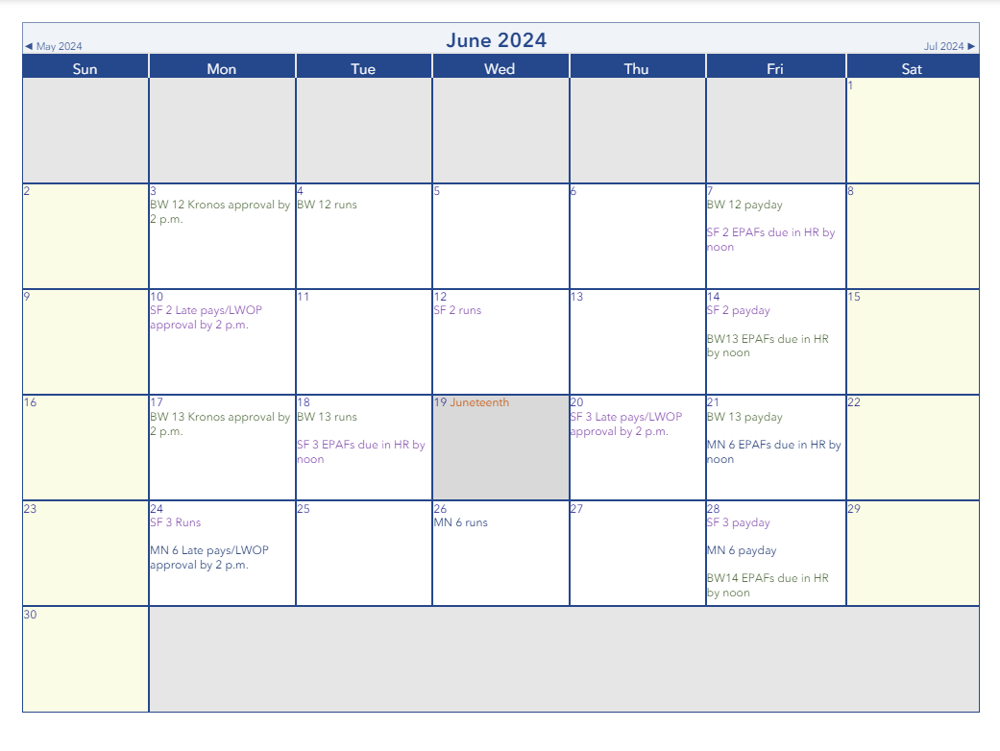 June 2024
◄ May 2024
Jul 2024 ►
Sun Mon Tue Wed Thu Fri Sat
1
2
3
BW 12 Kronos approval by
2 p.m.
4
BW 12 runs
5
6
7
BW 12 payday
SF 2 EPAFs due in HR by
noon
8
9
10
SF 2 Late pays/LWOP
approval by 2 p.m.
11
12
SF 2 runs
13
14
SF 2 payday
BW13 EPAFs due in HR
by noon
15
16
17
BW 13 Kronos approval by
2 p.m.
18
BW 13 runs
SF 3 EPAFs due in HR by
noon
19 Juneteenth
20
SF 3 Late pays/LWOP
approval by 2 p.m.
21
BW 13 payday
MN 6 EPAFs due in HR by
noon
22
23
24
SF 3 Runs
MN 6 Late pays/LWOP
approval by 2 p.m.
25
26
MN 6 runs
27
28
SF 3 payday
MN 6 payday
BW14 EPAFs due in HR
by noon
29
30